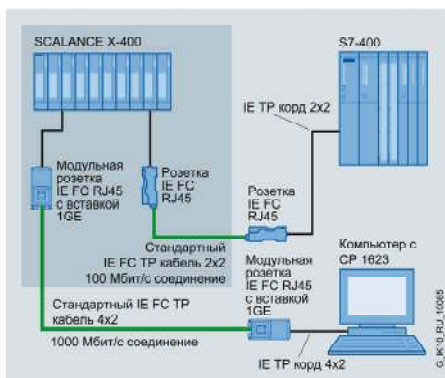 SCALANCE X-400
S7-400
IE TP корд 2x2
Модульная
розетка
IE FC RJ45
с вставкой
1GE
Розетка
IE FC
RJ45
Розетка
IE FC
RJ45
Стандартный
IE FC TP кабель 2x2
100 Мбит/с соединение
Модульная
розетка
IE FC RJ45
с вставкой
1GE
Компьютер с
CP 1623
Стандартный IE FC TP
кабель 4x2
1000 Мбит/с соединение
IE TP корд 4x2